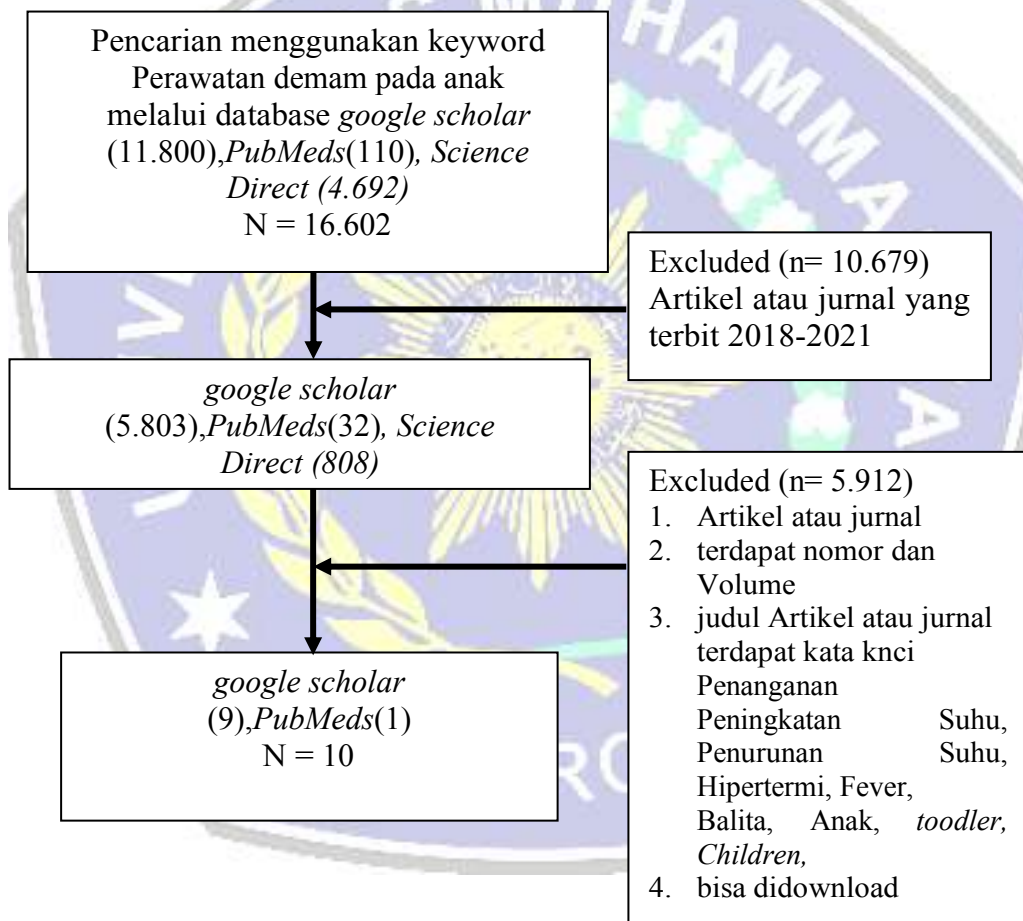 Pencarian menggunakan keyword
Perawatan demam pada anak
melalui database google scholar
(11.800),PubMeds(110), Science
Direct (4.692)
N = 16.602
Excluded (n= 10.679)
Artikel atau jurnal yang
terbit 2018-2021
google scholar
(5.803),PubMeds(32), Science
Direct (808)
Excluded (n= 5.912)
1. Artikel atau jurnal
2. terdapat nomor dan
Volume
3. judul Artikel atau jurnal
terdapat kata knci
Penanganan
Peningkatan Suhu,
Penurunan Suhu,
Hipertermi, Fever,
Balita, Anak, toodler,
Children,
4. bisa didownload
google scholar
(9),PubMeds(1)
N = 10